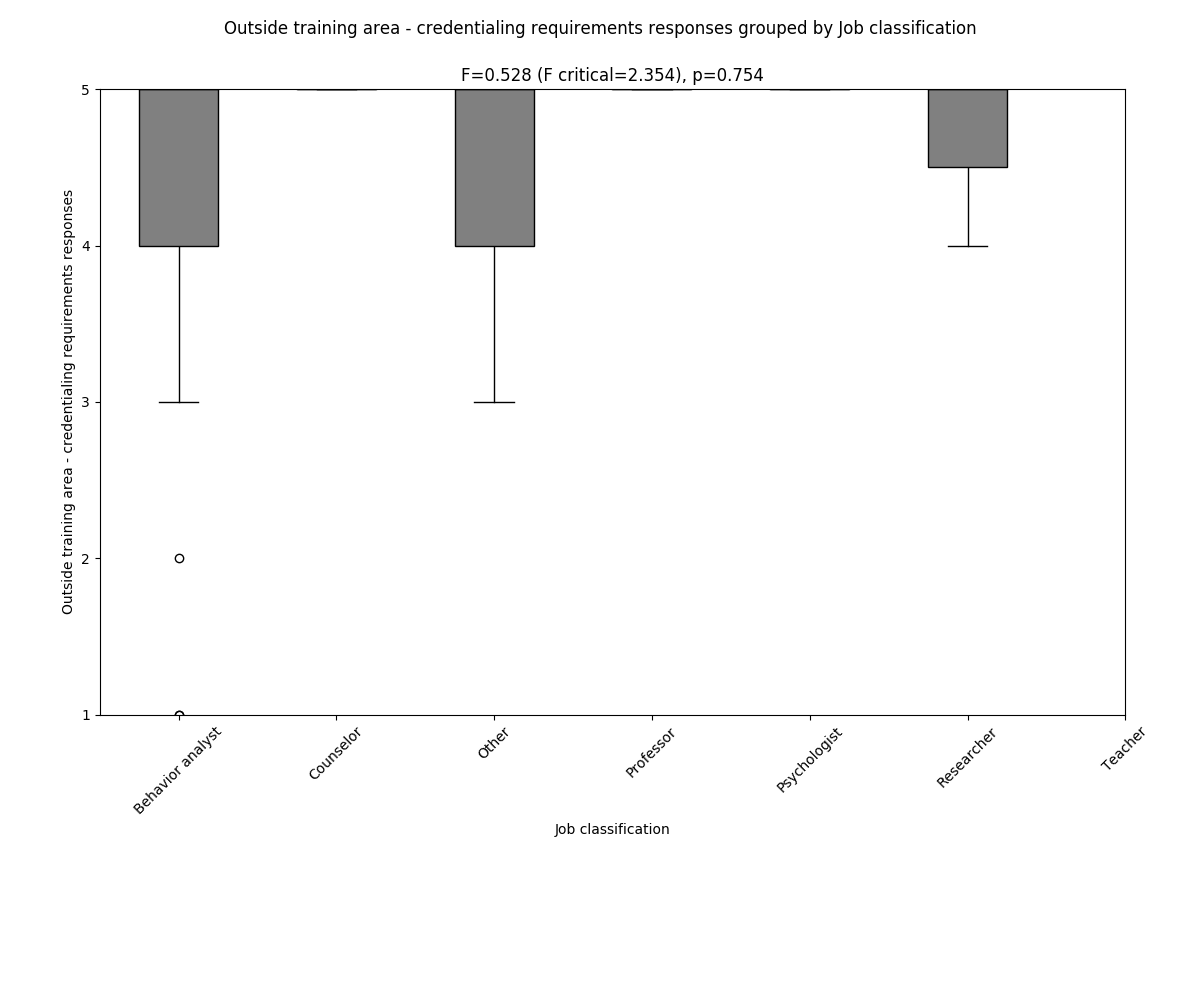 Outside training area - credentialing requirements responses grouped by Job classification
F=0.528 (F critical=2.354), p=0.754
5
4
3
2
1
Outside training area - credentialing requirements responses
Behavior analyst
Counselor
Other
Professor
Psychologist
Researcher
Teacher
Job classification